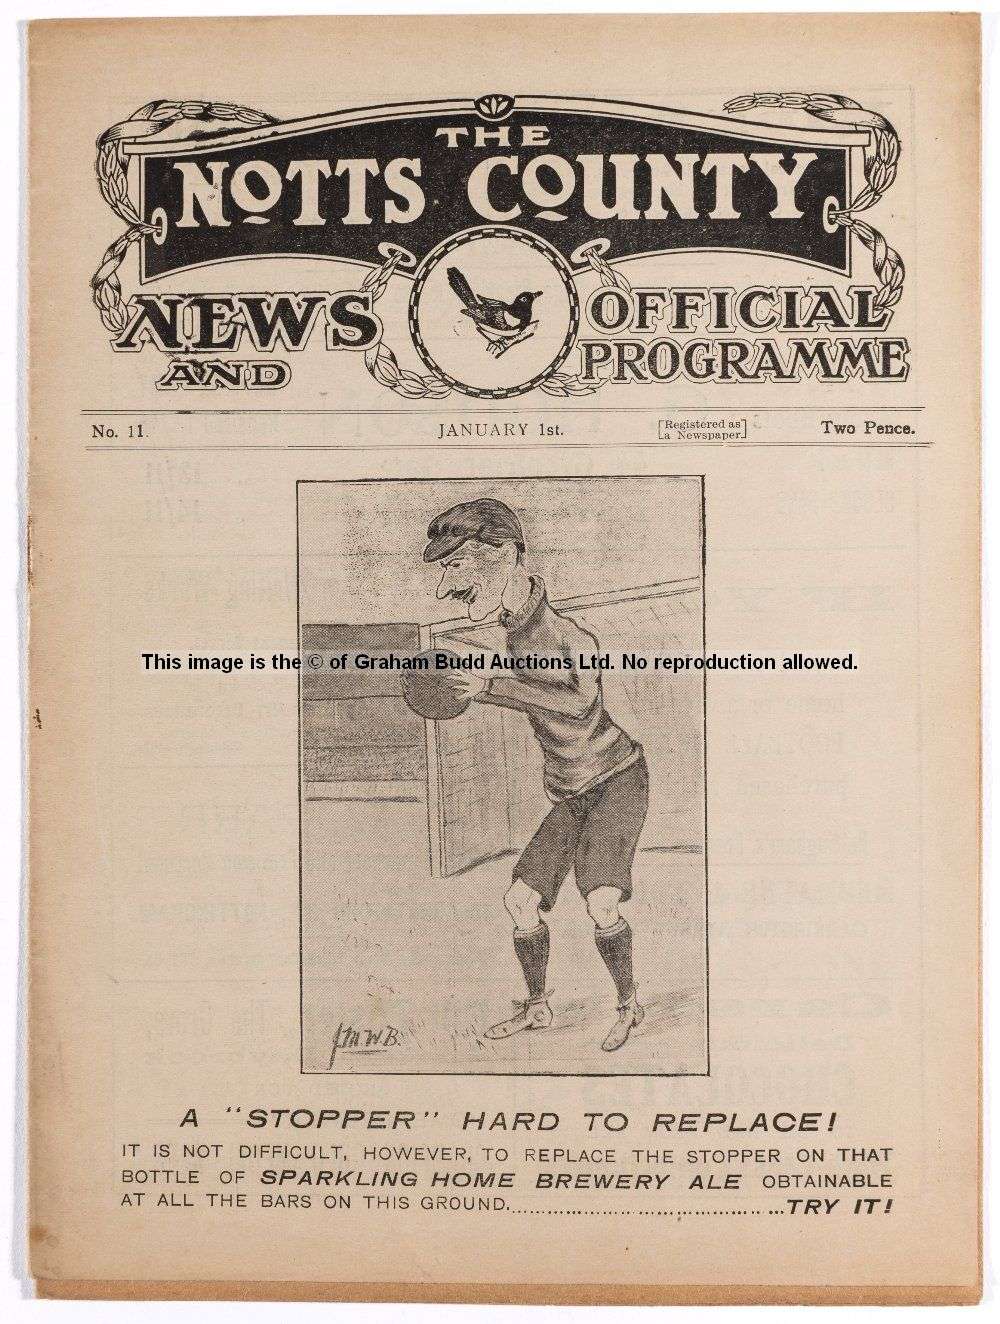 THE
NOTTS COUNTY
NEWS
AND
OFFICIAL
PROGRAMME
No. 11. JANUARY 1st. [Registered as a Newspaper.] Two Pence.
This image is the © of Graham Budd Auctions Ltd. No reproduction allowed.
J.M.W.B.
A "STOPPER" HARD TO REPLACE!
IT IS NOT DIFFICULT, HOWEVER, TO REPLACE THE STOPPER ON THAT
BOTTLE OF SPARKLING HOME BREWERY ALE OBTAINABLE
AT ALL THE BARS ON THIS GROUND...........................................TRY IT!